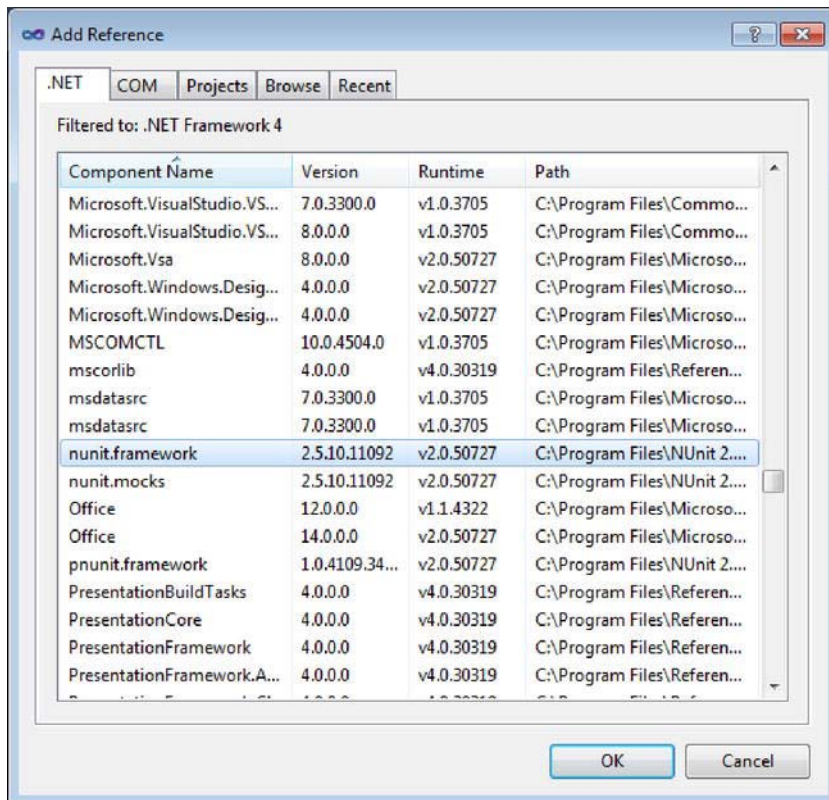 Add Reference
.NET COM Projects Browse Recent
Filtered to: .NET Framework 4
Component Name Version Runtime Path
Microsoft.VisualStudio.VS... 7.0.3300.0 v1.0.3705 C:\Program Files\Commo...
Microsoft.VisualStudio.VS... 8.0.0.0 v1.0.3705 C:\Program Files\Commo...
Microsoft.Vsa 8.0.0.0 v2.0.50727 C:\Program Files\Microso...
Microsoft.Windows.Desig... 4.0.0.0 v2.0.50727 C:\Program Files\Microso...
Microsoft.Windows.Desig... 4.0.0.0 v2.0.50727 C:\Program Files\Microso...
MSCOMCTL 10.0.4504.0 v1.0.3705 C:\Program Files\Microso...
mscorlib 4.0.0.0 v4.0.30319 C:\Program Files\Referen...
msdatasrc 7.0.3300.0 v1.0.3705 C:\Program Files\Microso...
msdatasrc 7.0.3300.0 v1.0.3705 C:\Program Files\Microso...
nunit.framework 2.5.10.11092 v2.0.50727 C:\Program Files\NUnit 2....
nunit.mocks 2.5.10.11092 v2.0.50727 C:\Program Files\NUnit 2....
Office 12.0.0.0 v1.1.4322 C:\Program Files\Microso...
Office 14.0.0.0 v2.0.50727 C:\Program Files\Microso...
pnunit.framework 1.0.4109.34... v2.0.50727 C:\Program Files\NUnit 2....
PresentationBuildTasks 4.0.0.0 v4.0.30319 C:\Program Files\Referen...
PresentationCore 4.0.0.0 v4.0.30319 C:\Program Files\Referen...
PresentationFramework 4.0.0.0 v4.0.30319 C:\Program Files\Referen...
PresentationFramework.A... 4.0.0.0 v4.0.30319 C:\Program Files\Referen...
OK Cancel